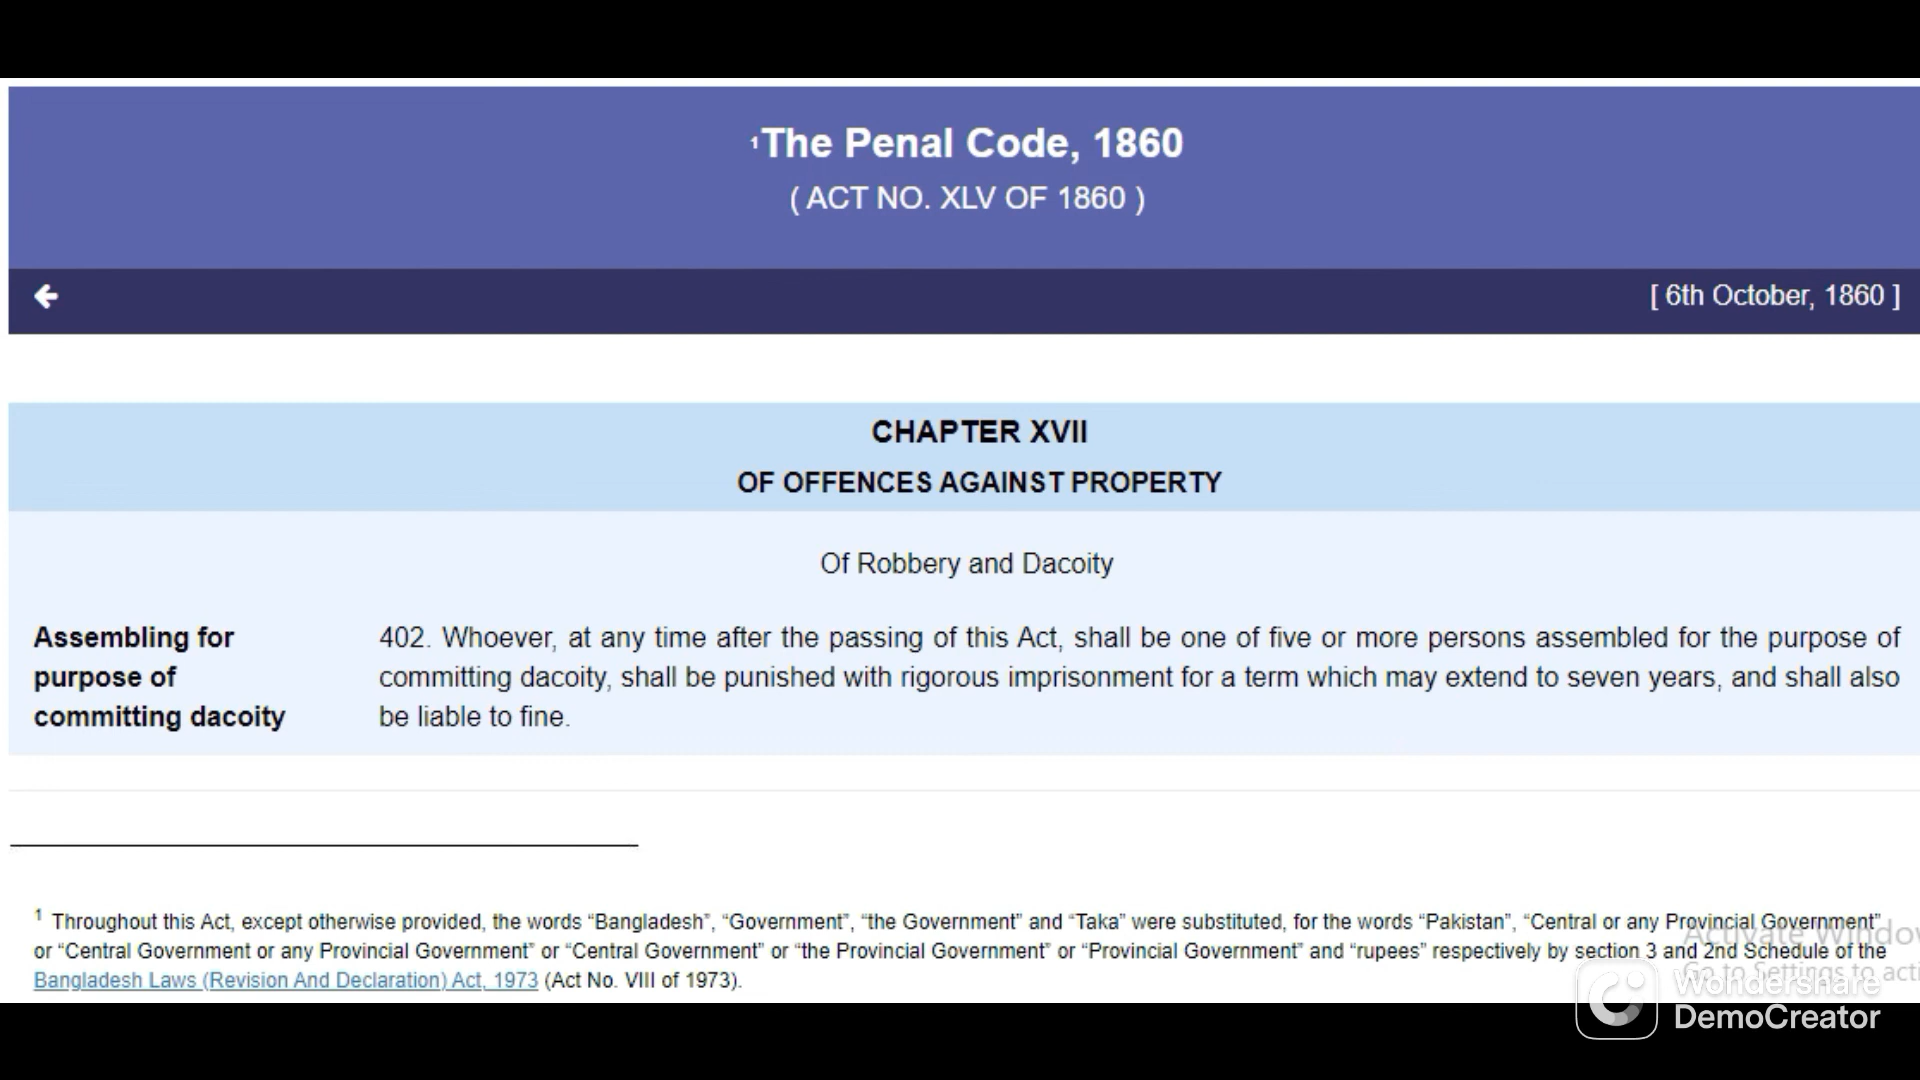 ¹The Penal Code, 1860
( ACT NO. XLV OF 1860 )
[ 6th October, 1860 ]
CHAPTER XVII
OF OFFENCES AGAINST PROPERTY
Of Robbery and Dacoity
Assembling for
purpose of
committing dacoity
402. Whoever, at any time after the passing of this Act, shall be one of five or more persons assembled for the purpose of
committing dacoity, shall be punished with rigorous imprisonment for a term which may extend to seven years, and shall also
be liable to fine.
¹ Throughout this Act, except otherwise provided, the words “Bangladesh”, “Government”, “the Government” and “Taka” were substituted, for the words “Pakistan”, “Central or any Provincial Government”
or “Central Government or any Provincial Government” or “Central Government” or “the Provincial Government” or “Provincial Government” and “rupees” respectively by section 3 and 2nd Schedule of the
Bangladesh Laws (Revision And Declaration) Act, 1973 (Act No. VIII of 1973).
Activate Windo
Go to Settings to acti
Wondershare
DemoCreator